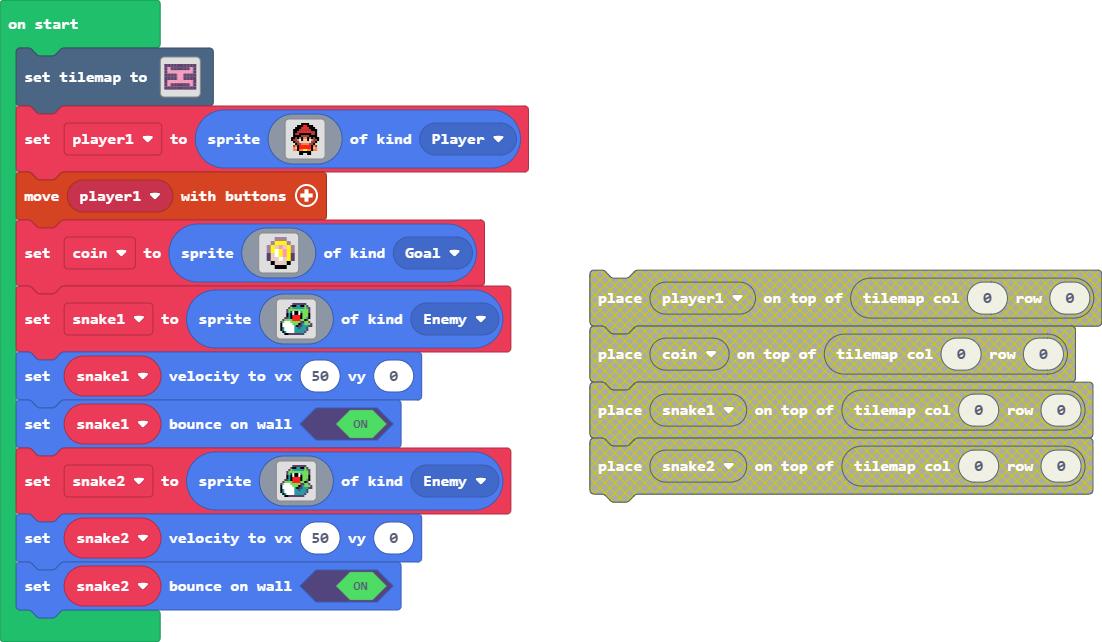 on start
set tilemap to
set player1 to sprite of kind Player
move player1 with buttons
set coin to sprite of kind Goal
set snake1 to sprite of kind Enemy
set snake1 velocity to vx 50 vy 0
set snake1 bounce on wall ON
set snake2 to sprite of kind Enemy
set snake2 velocity to vx 50 vy 0
set snake2 bounce on wall ON
place player1 on top of tilemap col 0 row 0
place coin on top of tilemap col 0 row 0
place snake1 on top of tilemap col 0 row 0
place snake2 on top of tilemap col 0 row 0